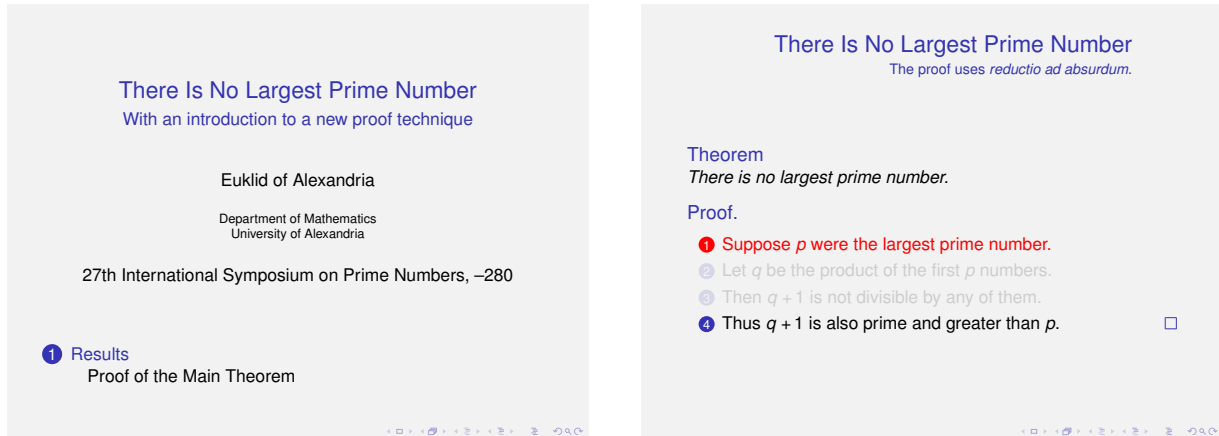 There Is No Largest Prime Number
With an introduction to a new proof technique
Euklid of Alexandria
Department of Mathematics
University of Alexandria
27th International Symposium on Prime Numbers, –280
1 Results
Proof of the Main Theorem
There Is No Largest Prime Number
The proof uses reductio ad absurdum.
Theorem
There is no largest prime number.
Proof.
1 Suppose p were the largest prime number.
2 Let q be the product of the first p numbers.
3 Then q + 1 is not divisible by any of them.
4 Thus q + 1 is also prime and greater than p. □